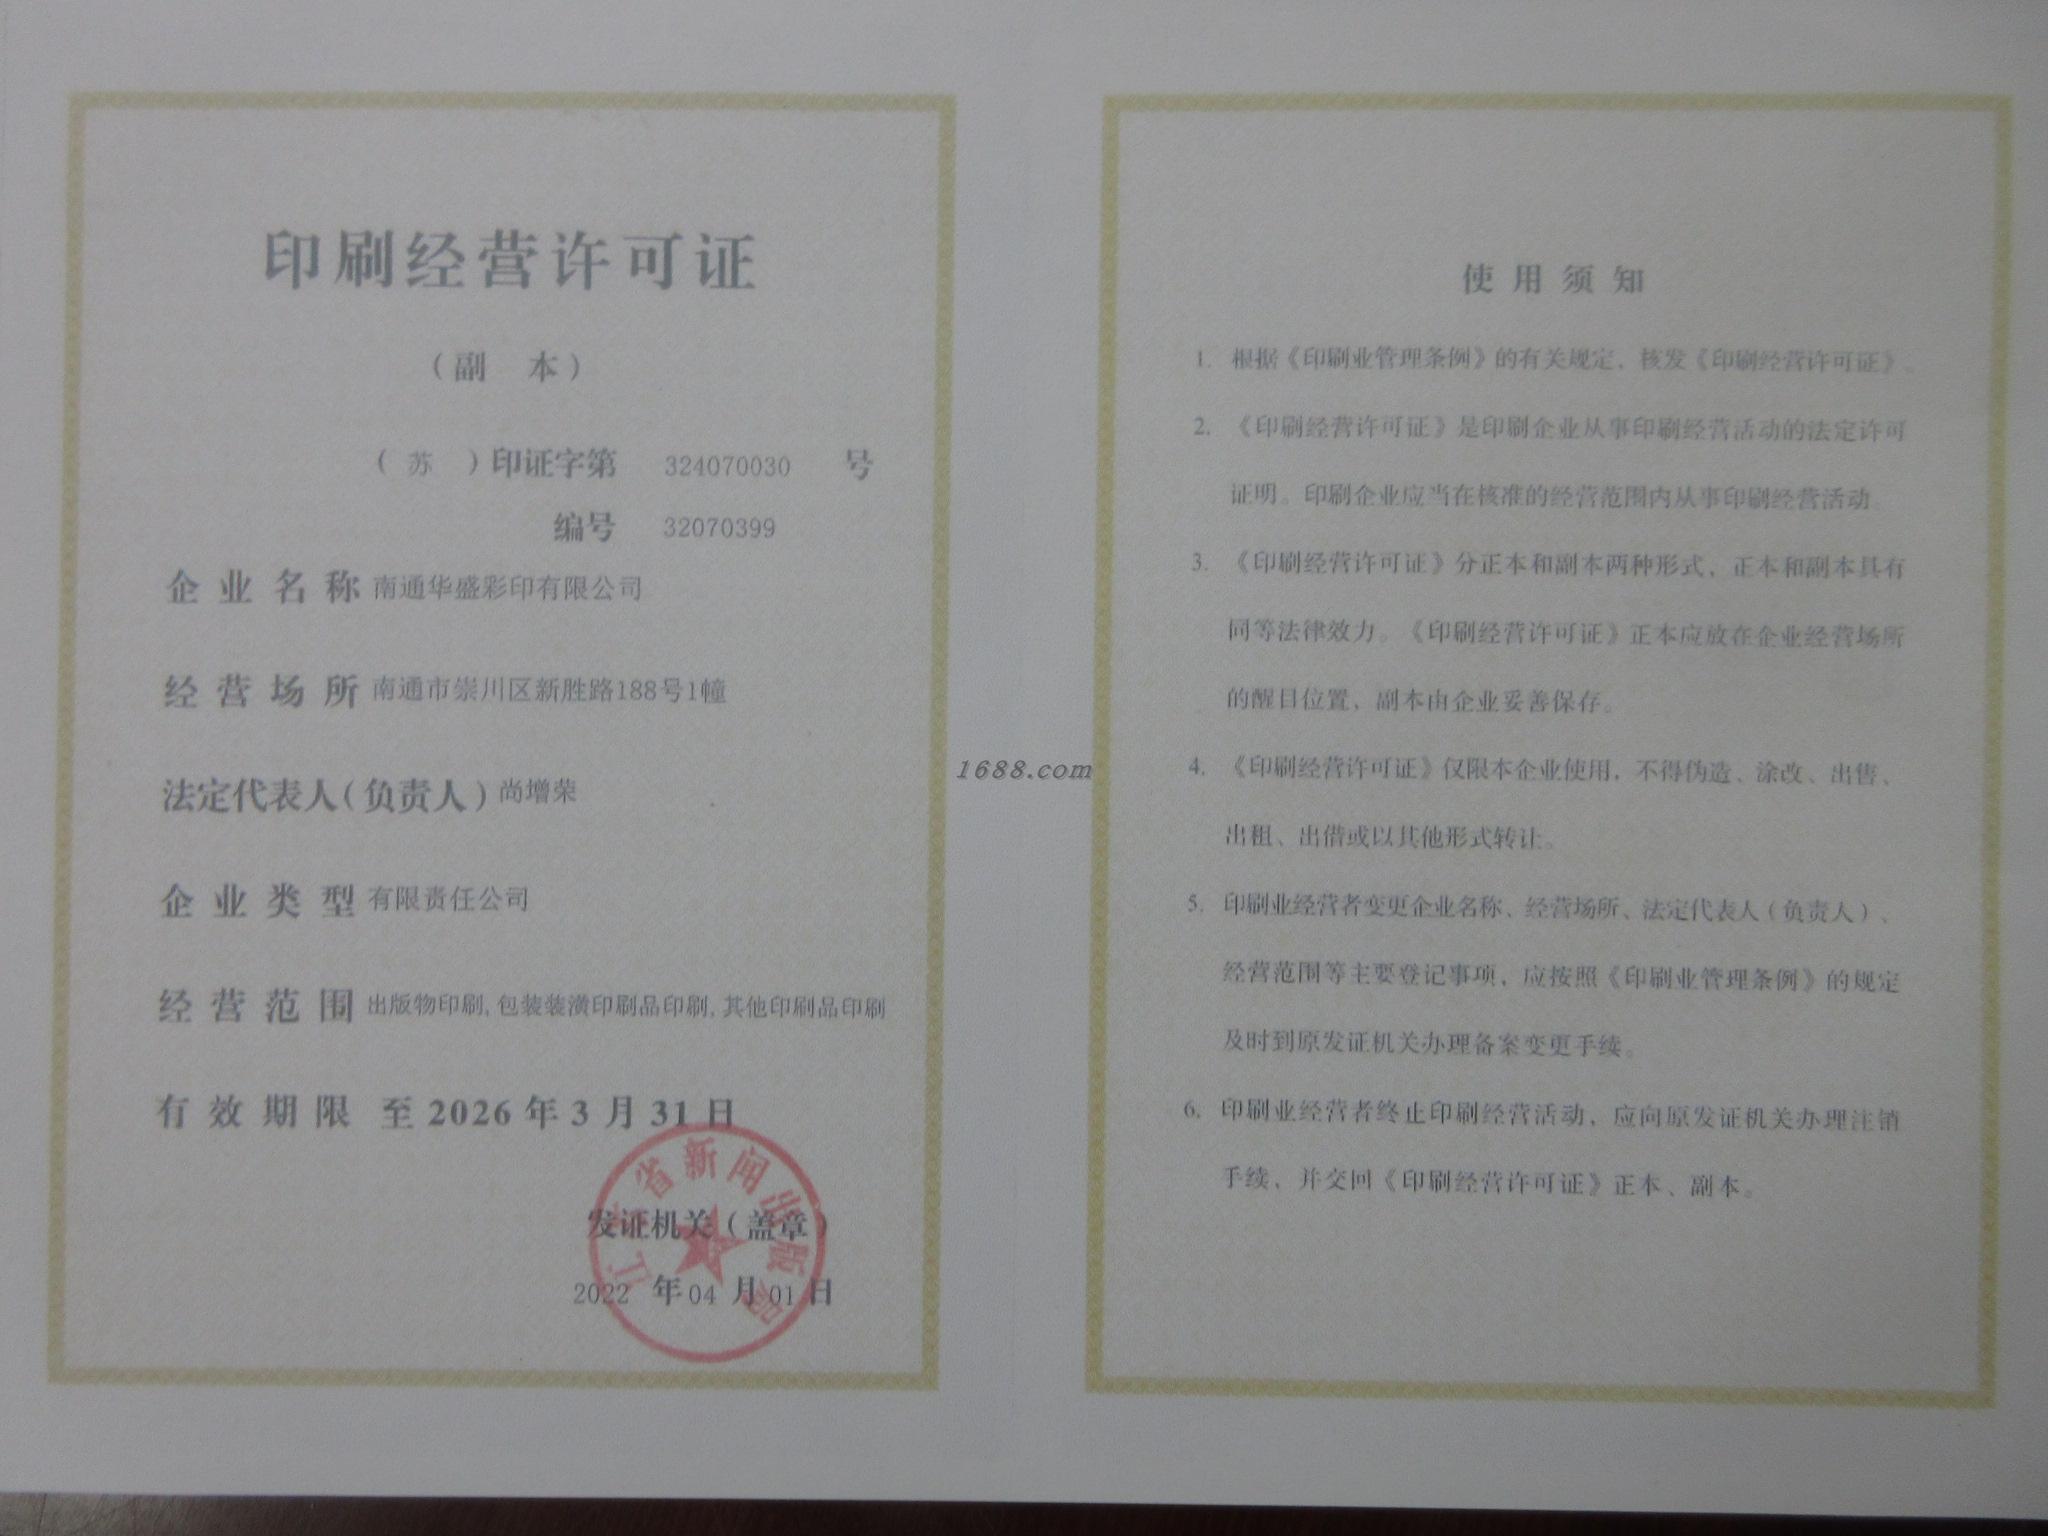 印刷经营许可证
（副 本）
（ 苏 ）印证字第 324070030 号
编号 32070399
企业名称 南通华盛彩印有限公司
经营场所 南通市崇川区新胜路188号1幢
法定代表人（负责人）尚增荣
企业类型 有限责任公司
经营范围 出版物印刷,包装装潢印刷品印刷,其他印刷品印刷
有效期限 至2026年3月31日
江苏省新闻出版局
发证机关（盖章）
2022 年 04 月 01 日
1688.com
使用须知
1. 根据《印刷业管理条例》的有关规定，核发《印刷经营许可证》。
2. 《印刷经营许可证》是印刷企业从事印刷经营活动的法定许可
证明。印刷企业应当在核准的经营范围内从事印刷经营活动
3. 《印刷经营许可证》分正本和副本两种形式，正本和副本具有
同等法律效力。《印刷经营许可证》正本应放在企业经营场所
的醒目位置，副本由企业妥善保存。
4. 《印刷经营许可证》仅限本企业使用，不得伪造、涂改、出售、
出租、出借或以其他形式转让。
5. 印刷业经营者变更企业名称、经营场所、法定代表人（负责人）、
经营范围等主要登记事项，应按照《印刷业管理条例》的规定
及时到原发证机关办理备案变更手续。
6. 印刷业经营者终止印刷经营活动，应向原发证机关办理注销
手续，并交回《印刷经营许可证》正本、副本。